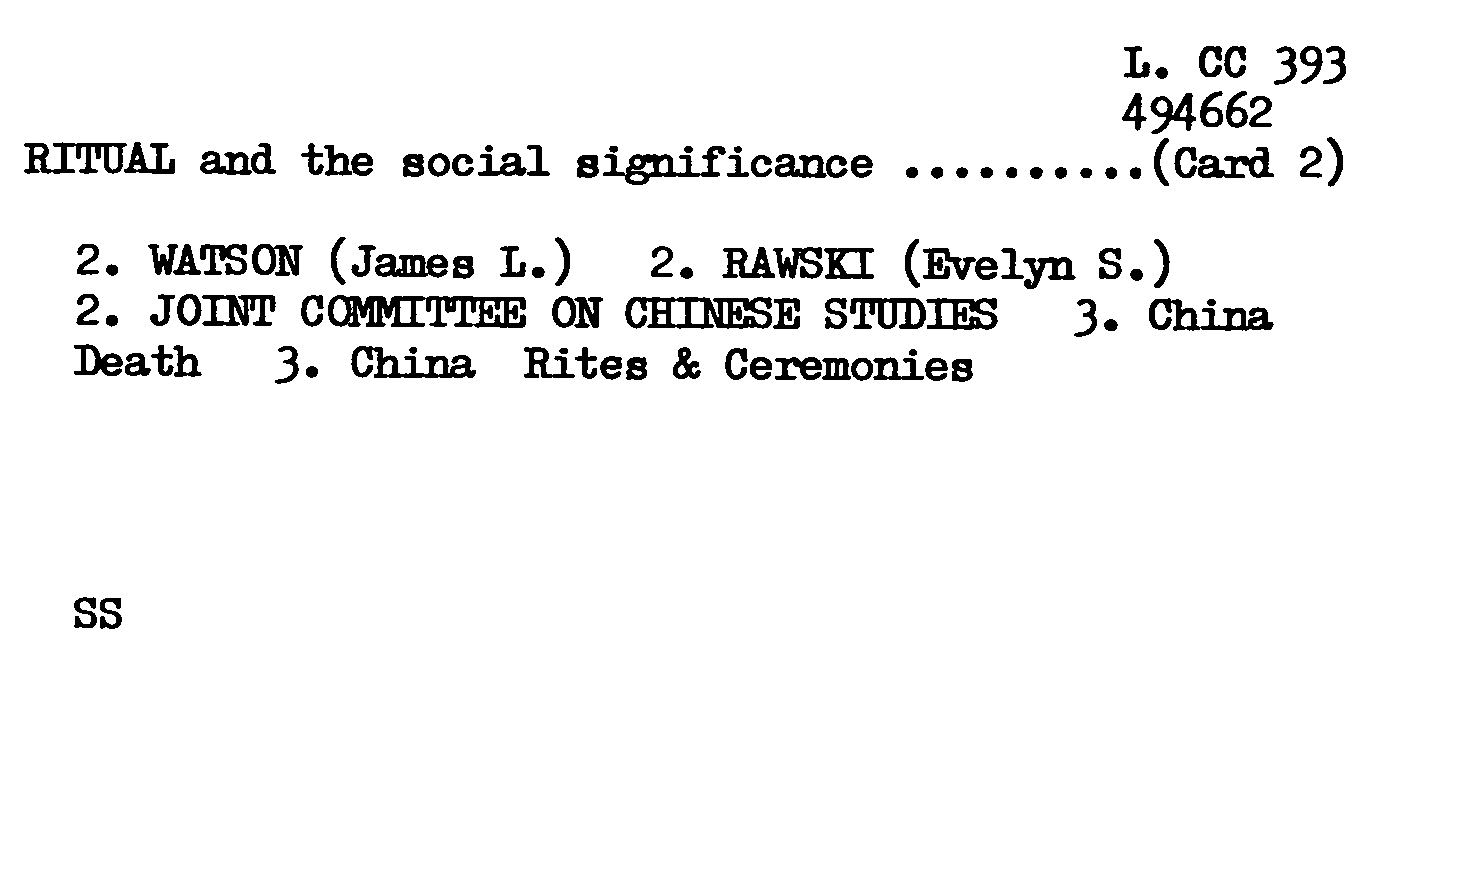 L. CC 393
494662
RITUAL and the social significance ..........(Card 2)
2. WATSON (James L.) 2. RAWSKI (Evelyn S.)
2. JOINT COMMITTEE ON CHINESE STUDIES 3. China
Death 3. China Rites & Ceremonies
SS